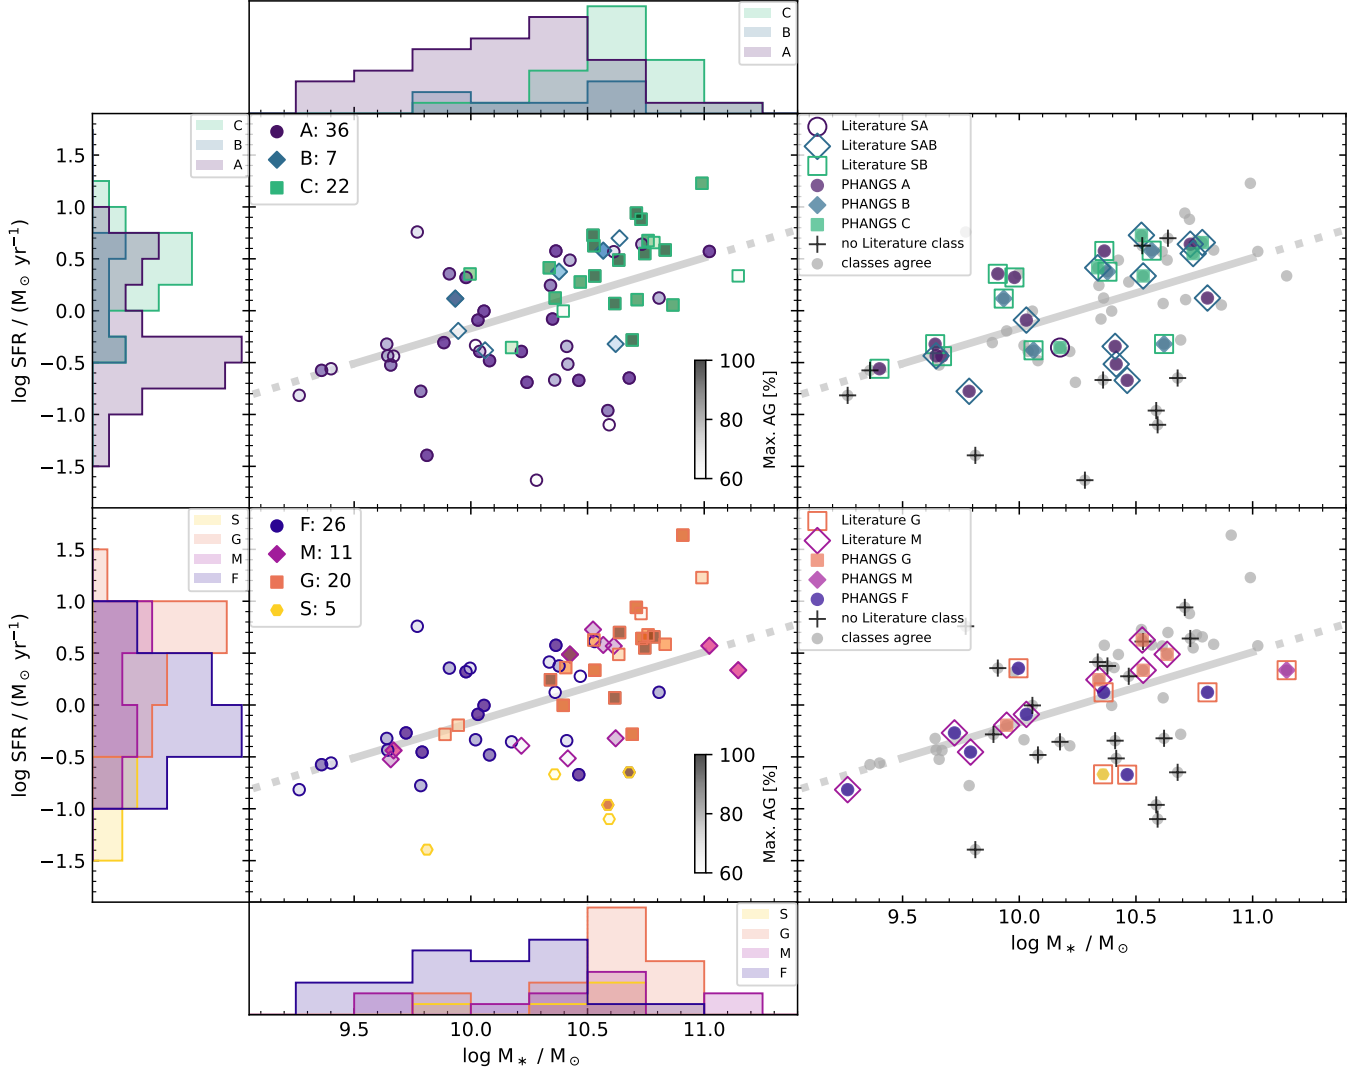 C
B
A
C
B
A
A: 36
B: 7
C: 22
Literature SA
Literature SAB
Literature SB
PHANGS A
PHANGS B
PHANGS C
no Literature class
classes agree
1.5
1.0
0.5
0.0
−0.5
−1.0
−1.5
log SFR / (M⊙ yr−1)
100
80
60
Max. AG [%]
S
G
M
F
F: 26
M: 11
G: 20
S: 5
Literature G
Literature M
PHANGS G
PHANGS M
PHANGS F
no Literature class
classes agree
1.5
1.0
0.5
0.0
−0.5
−1.0
−1.5
log SFR / (M⊙ yr−1)
100
80
60
Max. AG [%]
9.5 10.0 10.5 11.0
log M∗ / M⊙
S
G
M
F
9.5 10.0 10.5 11.0
log M∗ / M⊙